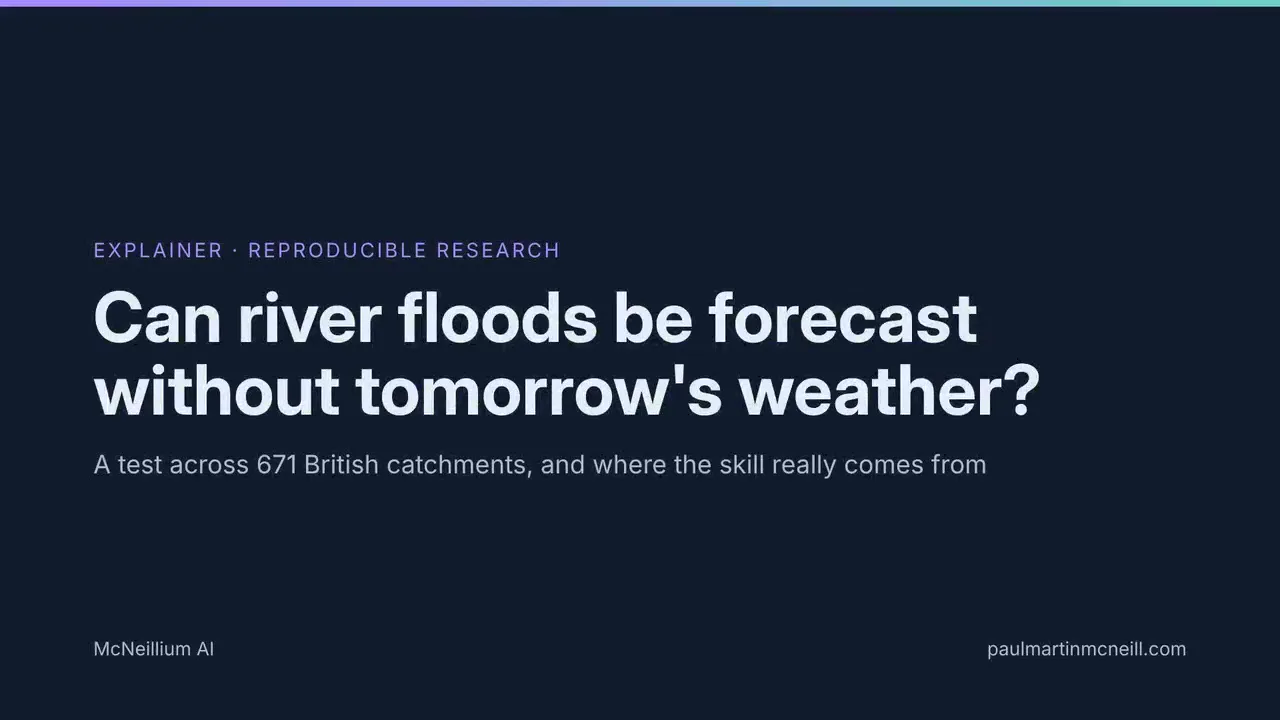 EXPLAINER · REPRODUCIBLE RESEARCH
Can river floods be forecast
without tomorrow's weather?
A test across 671 British catchments, and where the skill really comes from
McNeillium AI
paulmartinmcneill.com